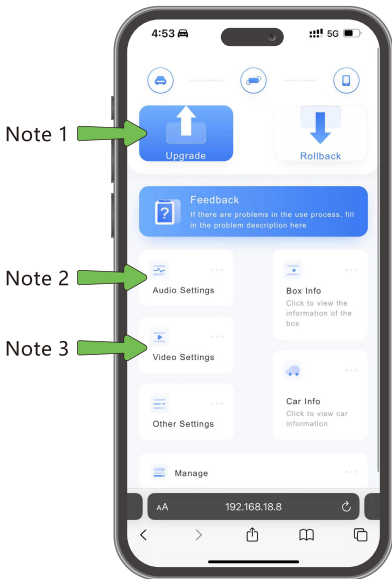 4:53
5G
Note 1
Upgrade
Rollback
Feedback
If there are problems in the use process, fill
in the problem description here
Note 2
Audio Settings
Box Info
Click to view the
information of the
box
Note 3
Video Settings
Car Info
Click to view car
information
Other Settings
Manage
AA
192.168.18.8